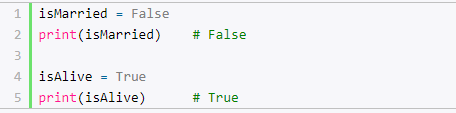 1 isMarried = False
2 print(isMarried)    # False
3
4 isAlive = True
5 print(isAlive)      # True